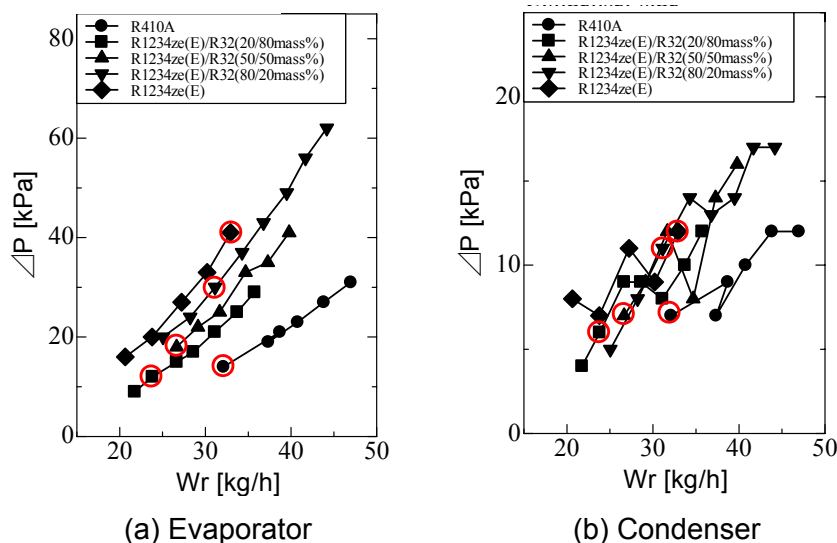 R410A
R1234ze(E)/R32(20/80mass%)
R1234ze(E)/R32(50/50mass%)
R1234ze(E)/R32(80/20mass%)
R1234ze(E)
80
60
40
20
0
⊿P [kPa]
20 30 40 50
Wr [kg/h]
(a) Evaporator
R410A
R1234ze(E)/R32(20/80mass%)
R1234ze(E)/R32(50/50mass%)
R1234ze(E)/R32(80/20mass%)
R1234ze(E)
20
10
0
⊿P [kPa]
20 30 40 50
Wr [kg/h]
(b) Condenser